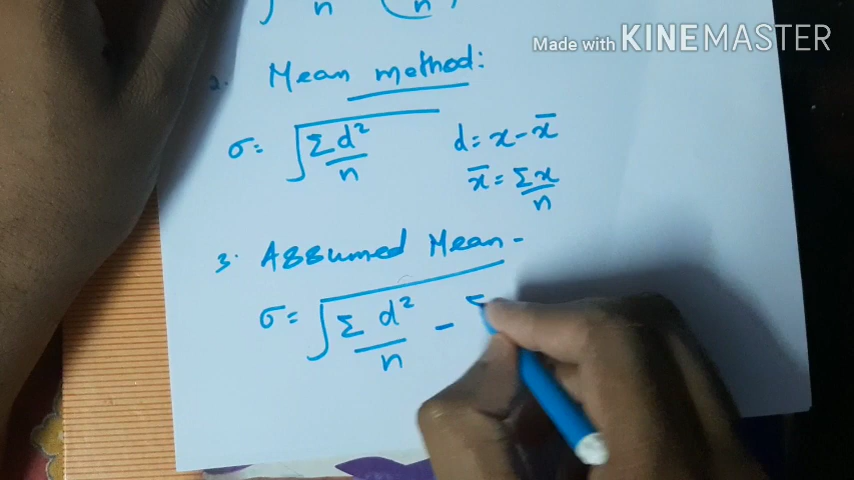 √ n ( n )
Made with KINEMASTER
2. Mean method:
σ = √ Σd²/n d = x - x̄
x̄ = Σx/n
3. Assumed Mean -
σ = √ Σd²/n - Σ